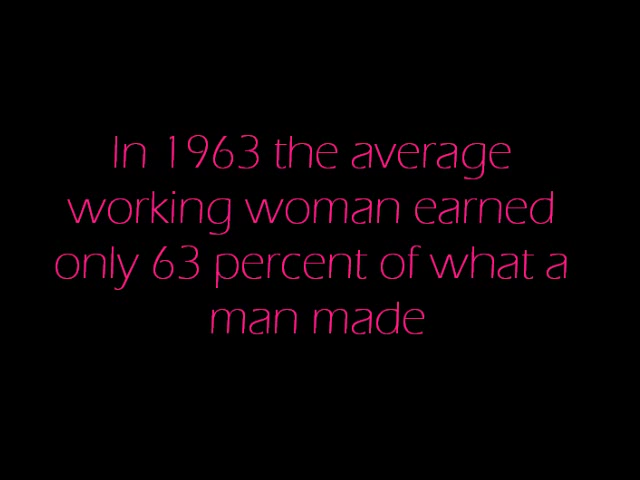 In 1963 the average
working woman earned
only 63 percent of what a
man made